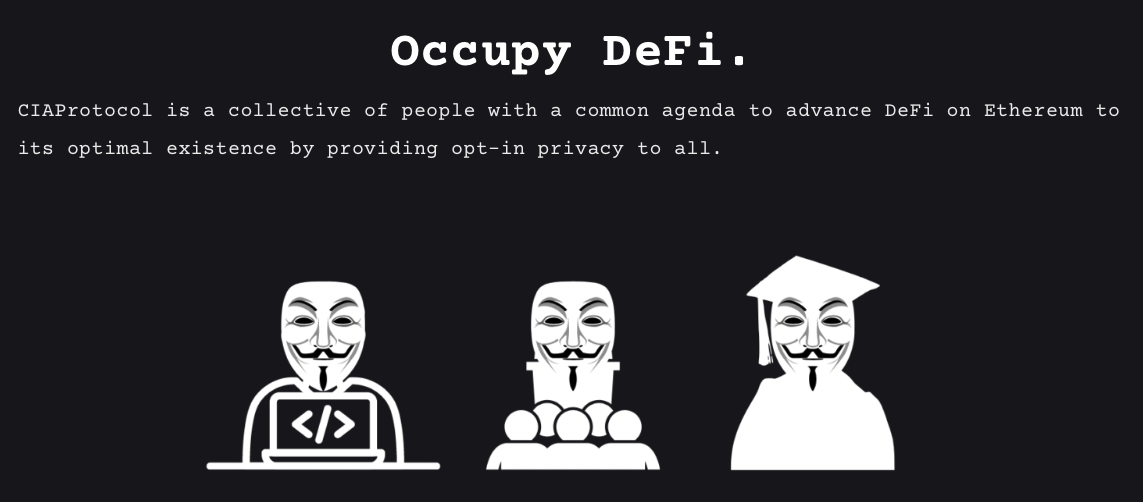 Occupy DeFi.
CIAProtocol is a collective of people with a common agenda to advance DeFi on Ethereum to
its optimal existence by providing opt-in privacy to all.
</>